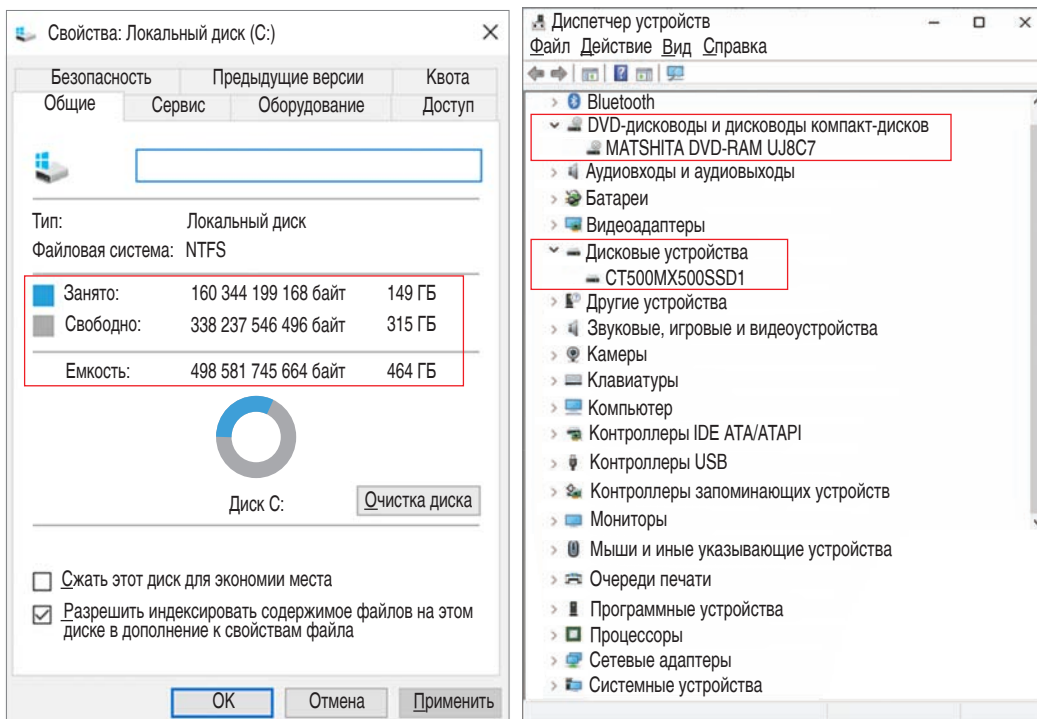 Свойства: Локальный диск (C:)
Безопасность Предыдущие версии Квота
Общие Сервис Оборудование Доступ
Тип: Локальный диск
Файловая система: NTFS
Занято: 160 344 199 168 байт 149 ГБ
Свободно: 338 237 546 496 байт 315 ГБ
Емкость: 498 581 745 664 байт 464 ГБ
Диск C:
Очистка диска
Сжать этот диск для экономии места
Разрешить индексировать содержимое файлов на этом
диске в дополнение к свойствам файла
OK Отмена Применить
Диспетчер устройств
Файл Действие Вид Справка
Bluetooth
DVD-дисководы и дисководы компакт-дисков
MATSHITA DVD-RAM UJ8C7
Аудиовходы и аудиовыходы
Батареи
Видеоадаптеры
Дисковые устройства
CT500MX500SSD1
Другие устройства
Звуковые, игровые и видеоустройства
Камеры
Клавиатуры
Компьютер
Контроллеры IDE ATA/ATAPI
Контроллеры USB
Контроллеры запоминающих устройств
Мониторы
Мыши и иные указывающие устройства
Очереди печати
Программные устройства
Процессоры
Сетевые адаптеры
Системные устройства